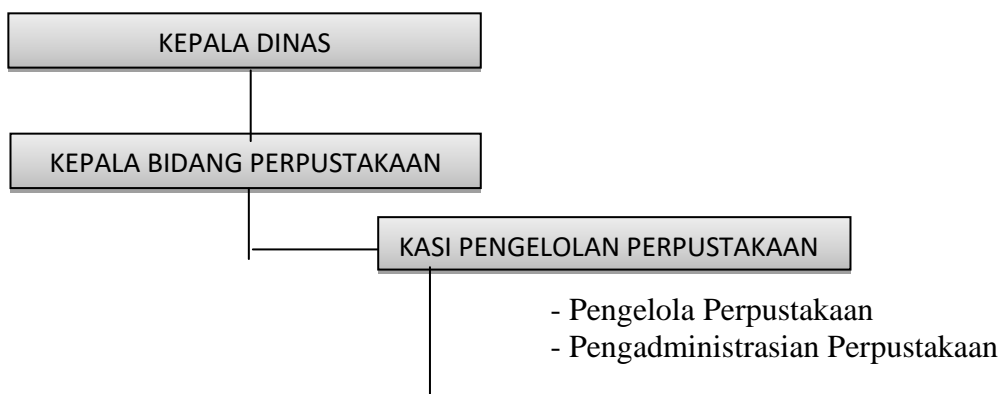 KEPALA DINAS
KEPALA BIDANG PERPUSTAKAAN
KASI PENGELOLAN PERPUSTAKAAN
- Pengelola Perpustakaan
- Pengadministrasian Perpustakaan